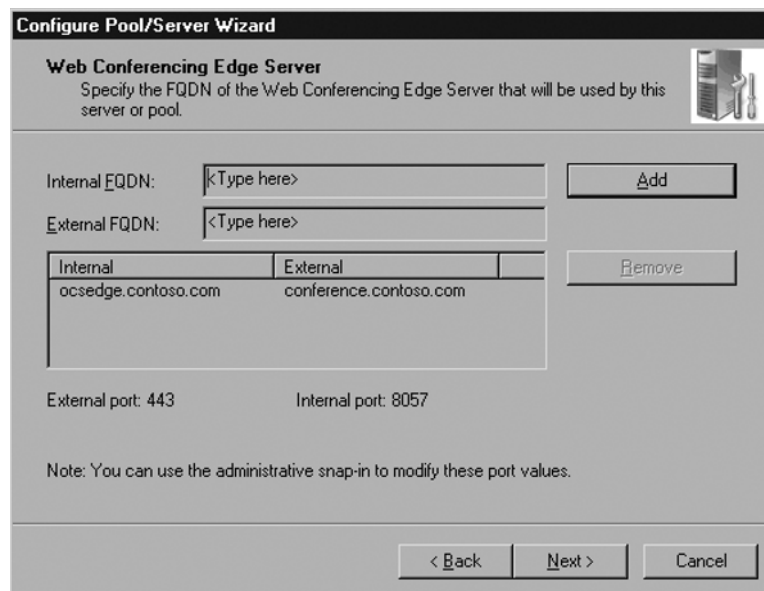 Configure Pool/Server Wizard
Web Conferencing Edge Server
Specify the FQDN of the Web Conferencing Edge Server that will be used by this
server or pool.
Internal FQDN: <Type here> Add
External FQDN: <Type here>
Internal External Remove
ocsedge.contoso.com conference.contoso.com
External port: 443 Internal port: 8057
Note: You can use the administrative snap-in to modify these port values.
< Back Next > Cancel